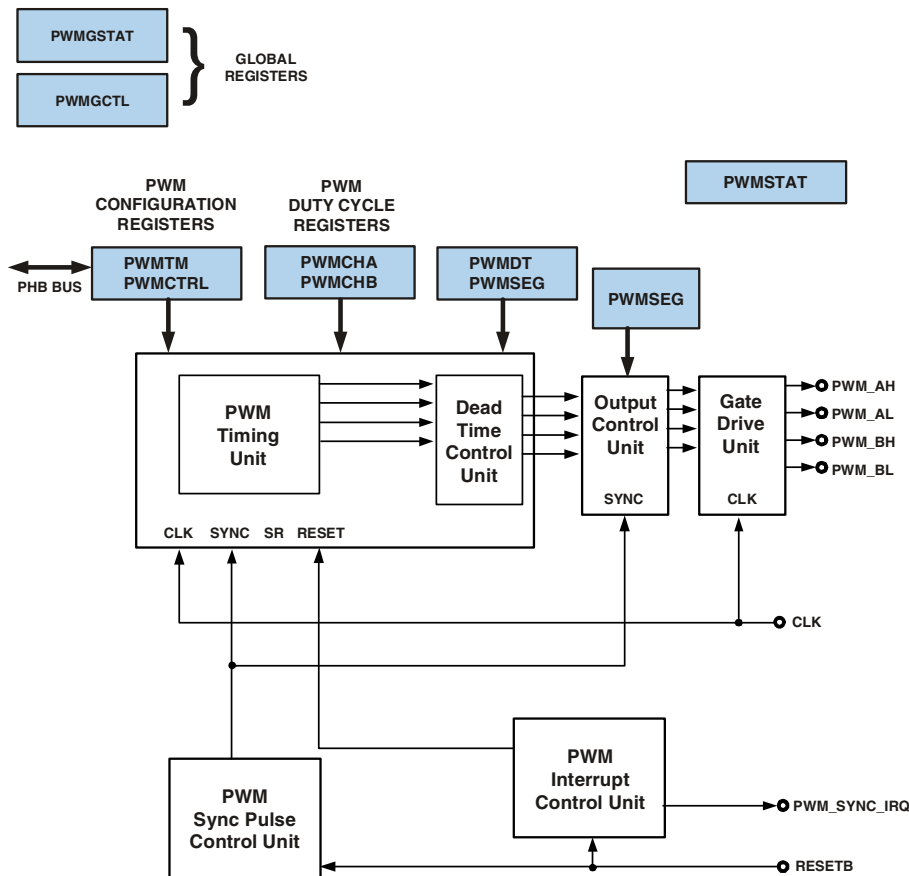 PWMGSTAT
PWMGCTL
GLOBAL
REGISTERS
PWMSTAT
PWM
CONFIGURATION
REGISTERS
PWM
DUTY CYCLE
REGISTERS
PHB BUS
PWMTM
PWMCTRL
PWMCHA
PWMCHB
PWMDT
PWMSEG
PWMSEG
PWM
Timing
Unit
Dead
Time
Control
Unit
Output
Control
Unit
SYNC
Gate
Drive
Unit
CLK
PWM_AH
PWM_AL
PWM_BH
PWM_BL
CLK SYNC SR RESET
CLK
PWM
Sync Pulse
Control Unit
PWM
Interrupt
Control Unit
PWM_SYNC_IRQ
RESETB